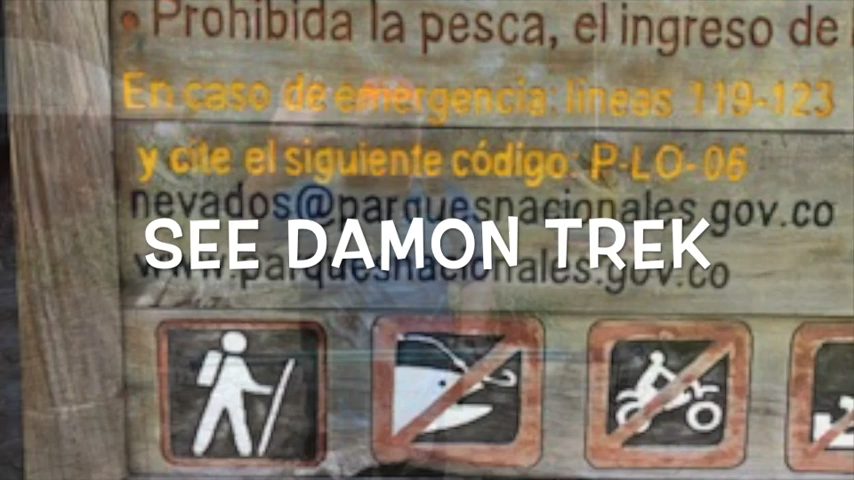 • Prohibida la pesca, el ingreso de
En caso de emergencia: líneas 119-123
y cite el siguiente código: P-LO-06
nevados@parquesnacionales.gov.co
SEE DAMON TREK
www.parquesnacionales.gov.co